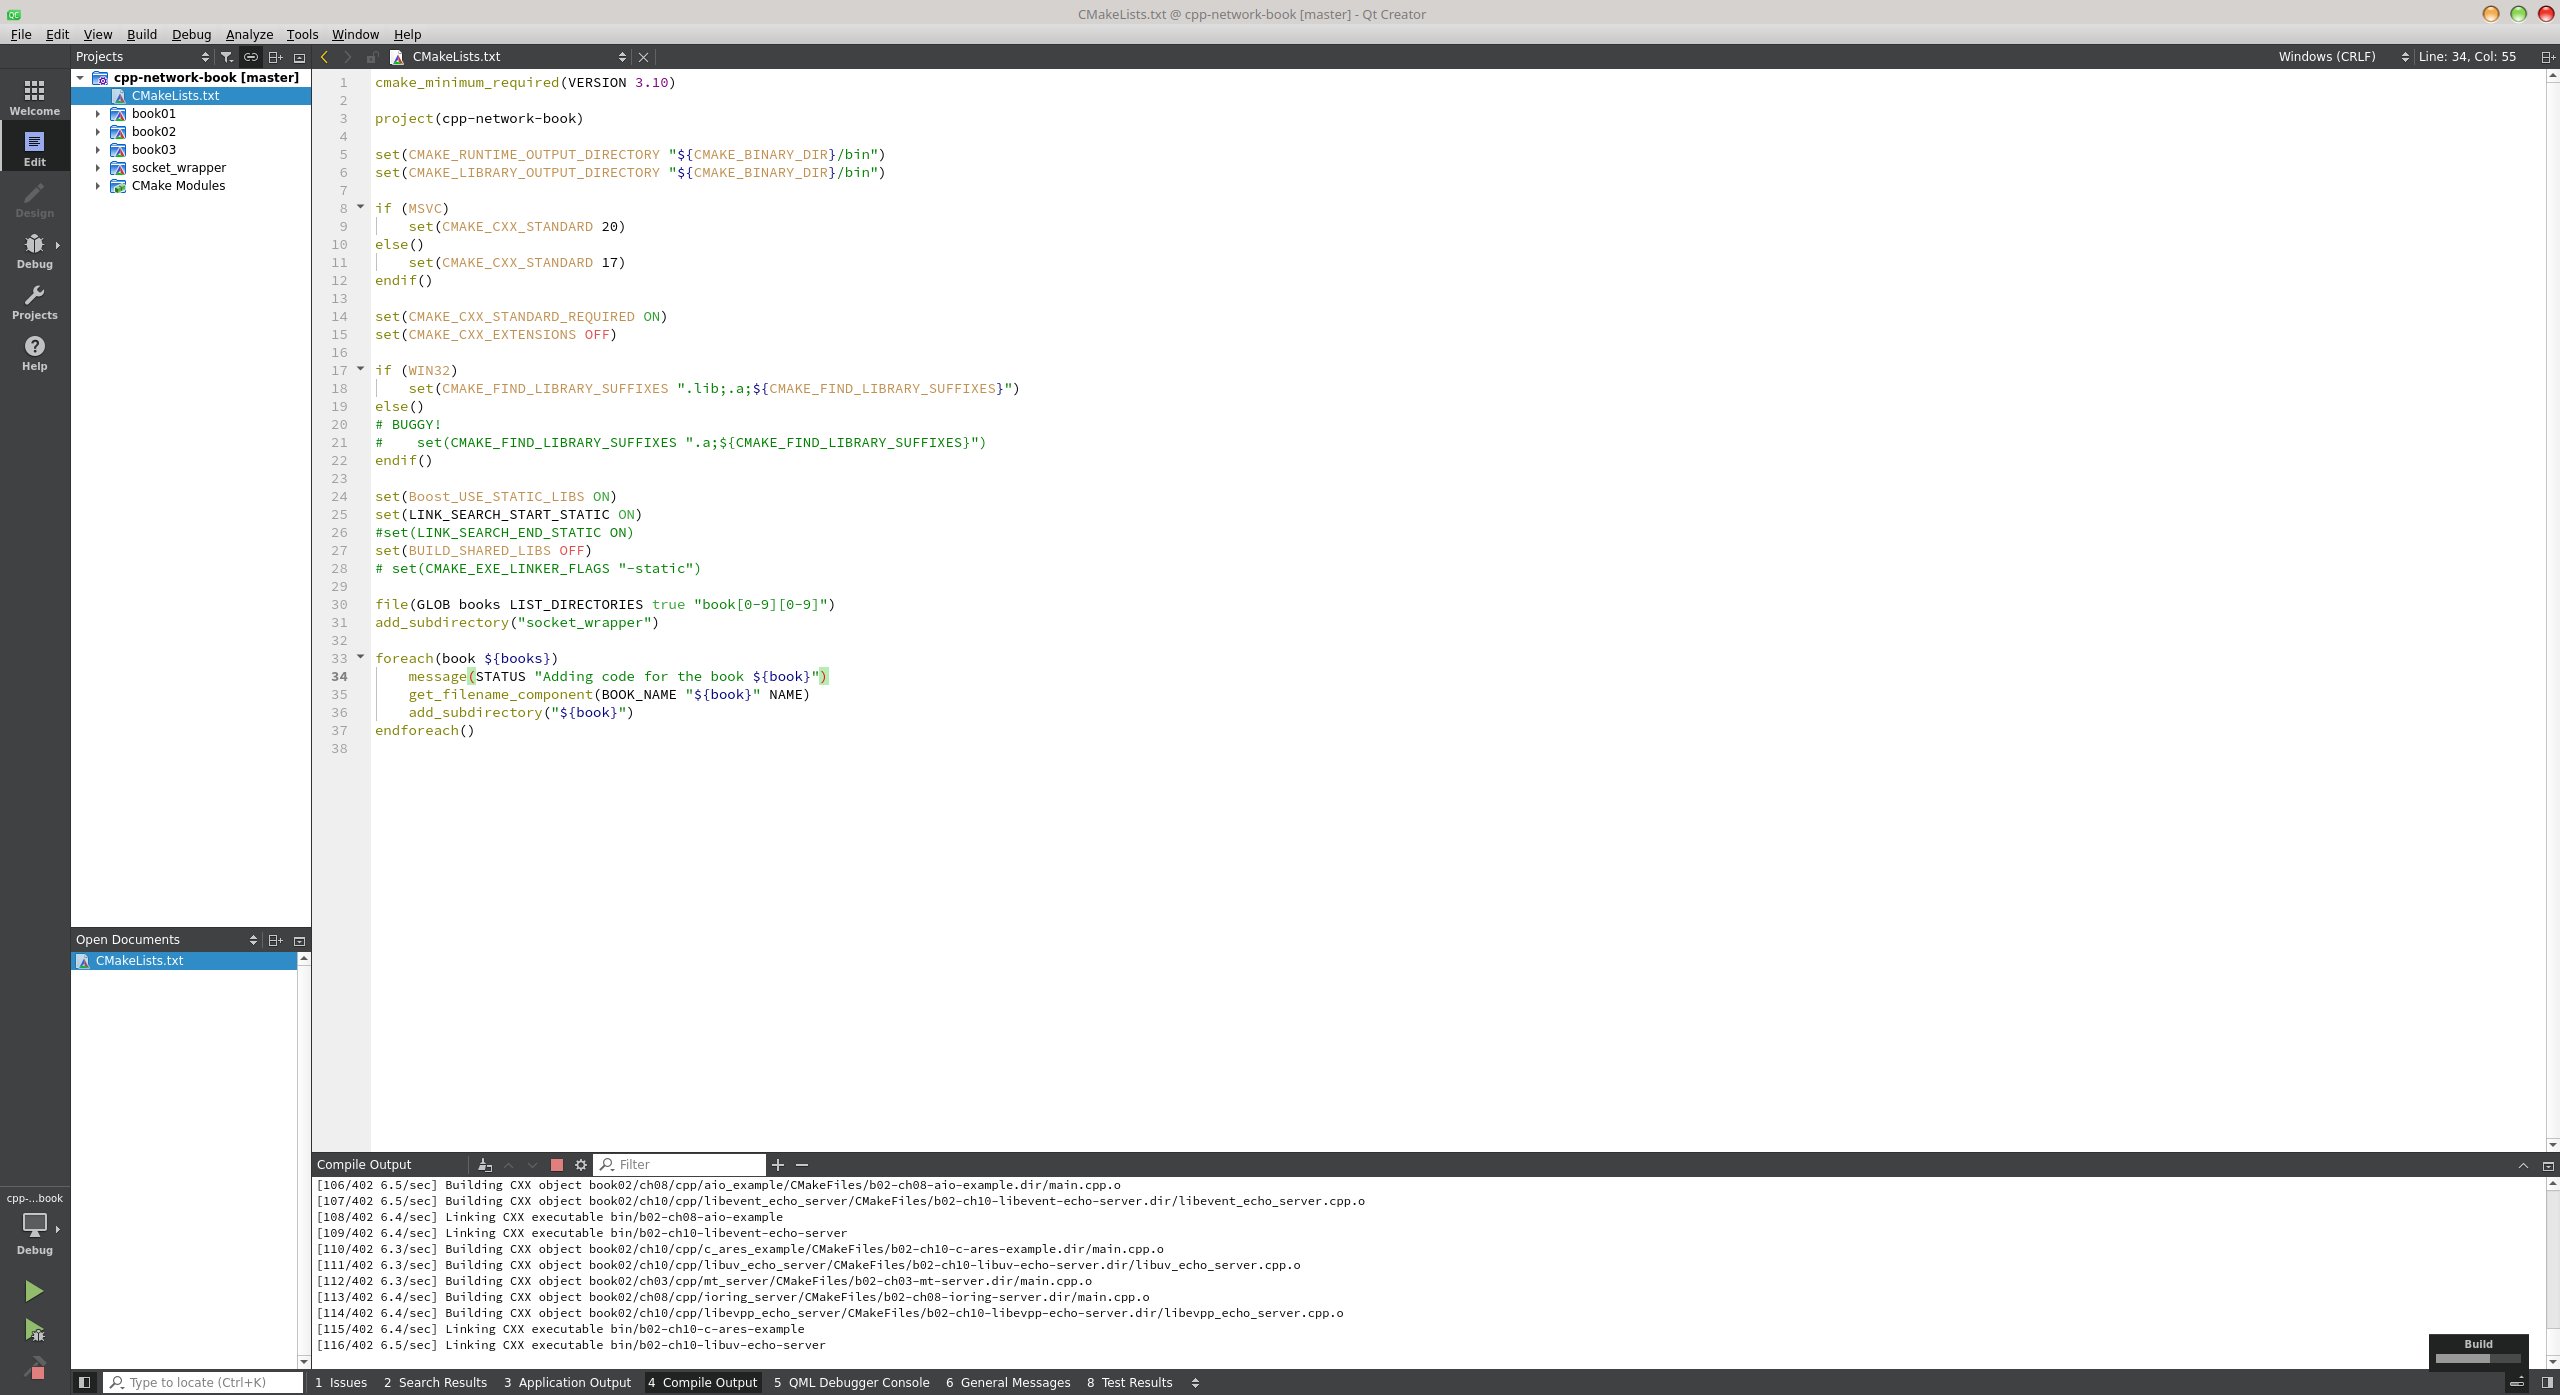 CMakeLists.txt @ cpp-network-book [master] - Qt Creator
File Edit View Build Debug Analyze Tools Window Help
Projects
CMakeLists.txt
Windows (CRLF)
Line: 34, Col: 55
Welcome
Edit
Design
Debug
Projects
Help
cpp-network-book [master]
CMakeLists.txt
book01
book02
book03
socket_wrapper
CMake Modules
1 cmake_minimum_required(VERSION 3.10)
2
3 project(cpp-network-book)
4
5 set(CMAKE_RUNTIME_OUTPUT_DIRECTORY "${CMAKE_BINARY_DIR}/bin")
6 set(CMAKE_LIBRARY_OUTPUT_DIRECTORY "${CMAKE_BINARY_DIR}/bin")
7
8 if (MSVC)
9     set(CMAKE_CXX_STANDARD 20)
10 else()
11     set(CMAKE_CXX_STANDARD 17)
12 endif()
13
14 set(CMAKE_CXX_STANDARD_REQUIRED ON)
15 set(CMAKE_CXX_EXTENSIONS OFF)
16
17 if (WIN32)
18     set(CMAKE_FIND_LIBRARY_SUFFIXES ".lib;.a;${CMAKE_FIND_LIBRARY_SUFFIXES}")
19 else()
20 # BUGGY!
21 #    set(CMAKE_FIND_LIBRARY_SUFFIXES ".a;${CMAKE_FIND_LIBRARY_SUFFIXES}")
22 endif()
23
24 set(Boost_USE_STATIC_LIBS ON)
25 set(LINK_SEARCH_START_STATIC ON)
26 #set(LINK_SEARCH_END_STATIC ON)
27 set(BUILD_SHARED_LIBS OFF)
28 # set(CMAKE_EXE_LINKER_FLAGS "-static")
29
30 file(GLOB books LIST_DIRECTORIES true "book[0-9][0-9]")
31 add_subdirectory("socket_wrapper")
32
33 foreach(book ${books})
34     message(STATUS "Adding code for the book ${book}")
35     get_filename_component(BOOK_NAME "${book}" NAME)
36     add_subdirectory("${book}")
37 endforeach()
38
Open Documents
CMakeLists.txt
Compile Output
Filter
[106/402 6.5/sec] Building CXX object book02/ch08/cpp/aio_example/CMakeFiles/b02-ch08-aio-example.dir/main.cpp.o
[107/402 6.5/sec] Building CXX object book02/ch10/cpp/libevent_echo_server/CMakeFiles/b02-ch10-libevent-echo-server.dir/libevent_echo_server.cpp.o
[108/402 6.4/sec] Linking CXX executable bin/b02-ch08-aio-example
[109/402 6.4/sec] Linking CXX executable bin/b02-ch10-libevent-echo-server
[110/402 6.3/sec] Building CXX object book02/ch10/cpp/c_ares_example/CMakeFiles/b02-ch10-c-ares-example.dir/main.cpp.o
[111/402 6.3/sec] Building CXX object book02/ch10/cpp/libuv_echo_server/CMakeFiles/b02-ch10-libuv-echo-server.dir/libuv_echo_server.cpp.o
[112/402 6.3/sec] Building CXX object book02/ch03/cpp/mt_server/CMakeFiles/b02-ch03-mt-server.dir/main.cpp.o
[113/402 6.4/sec] Building CXX object book02/ch08/cpp/ioring_server/CMakeFiles/b02-ch08-ioring-server.dir/main.cpp.o
[114/402 6.4/sec] Building CXX object book02/ch10/cpp/libevpp_echo_server/CMakeFiles/b02-ch10-libevpp-echo-server.dir/libevpp_echo_server.cpp.o
[115/402 6.4/sec] Linking CXX executable bin/b02-ch10-c-ares-example
[116/402 6.5/sec] Linking CXX executable bin/b02-ch10-libuv-echo-server
cpp-...book
Debug
Build
Type to locate (Ctrl+K)
1 Issues 2 Search Results 3 Application Output 4 Compile Output 5 QML Debugger Console 6 General Messages 8 Test Results